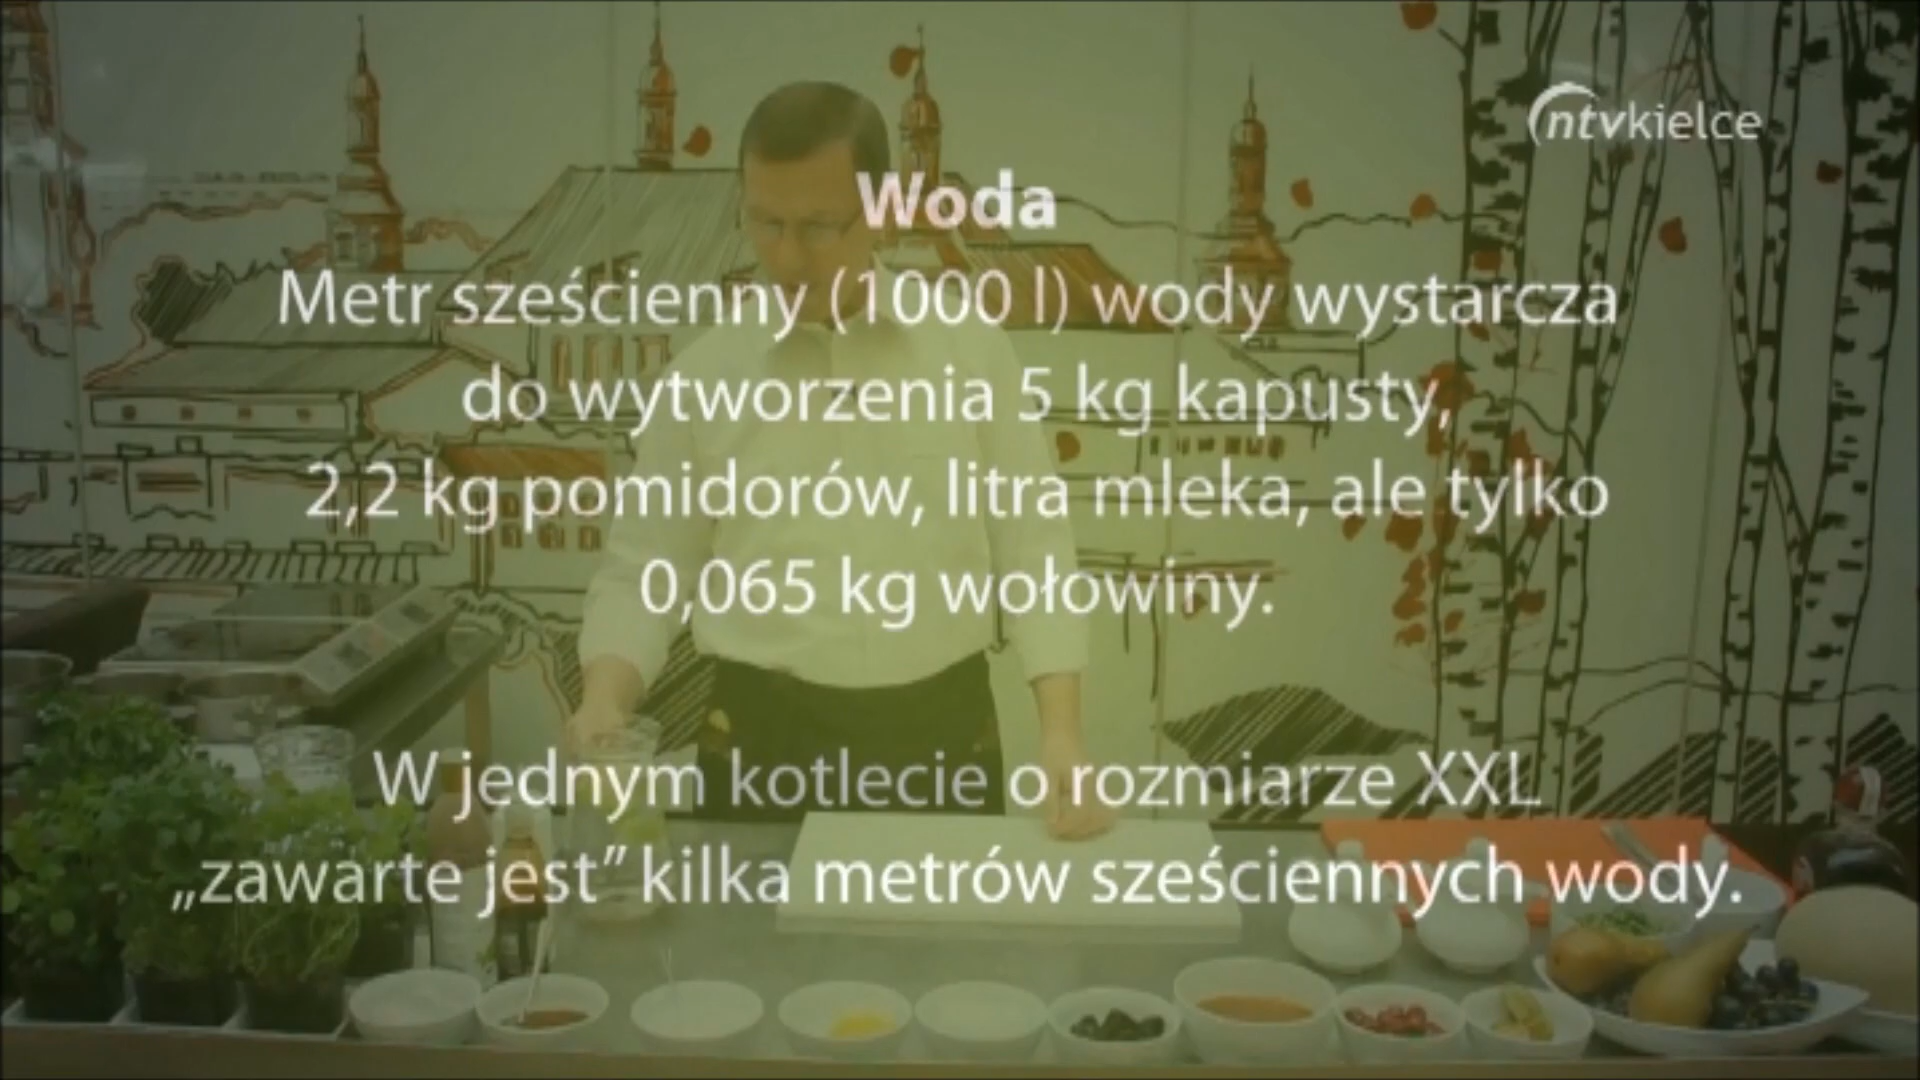 ntvkielce
Woda
Metr sześcienny (1000 l) wody wystarcza
do wytworzenia 5 kg kapusty,
2,2 kg pomidorów, litra mleka, ale tylko
0,065 kg wołowiny.
W jednym kotlecie o rozmiarze XXL
„zawarte jest” kilka metrów sześciennych wody.